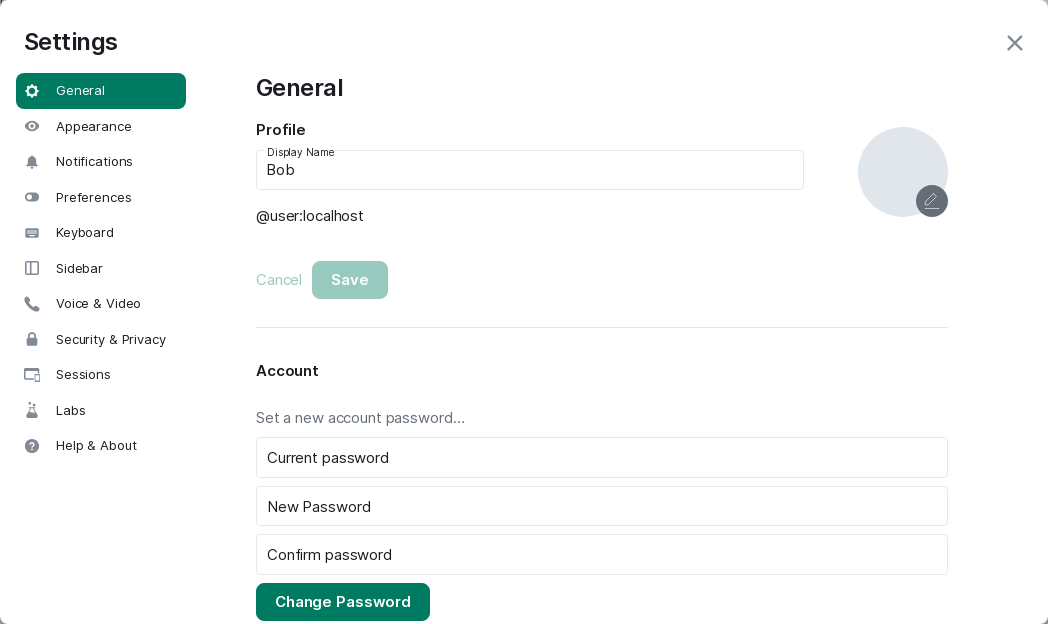 Settings
General
Appearance
Notifications
Preferences
Keyboard
Sidebar
Voice & Video
Security & Privacy
Sessions
Labs
Help & About
General
Profile
Display Name
Bob
@user:localhost
Cancel
Save
Account
Set a new account password...
Current password
New Password
Confirm password
Change Password